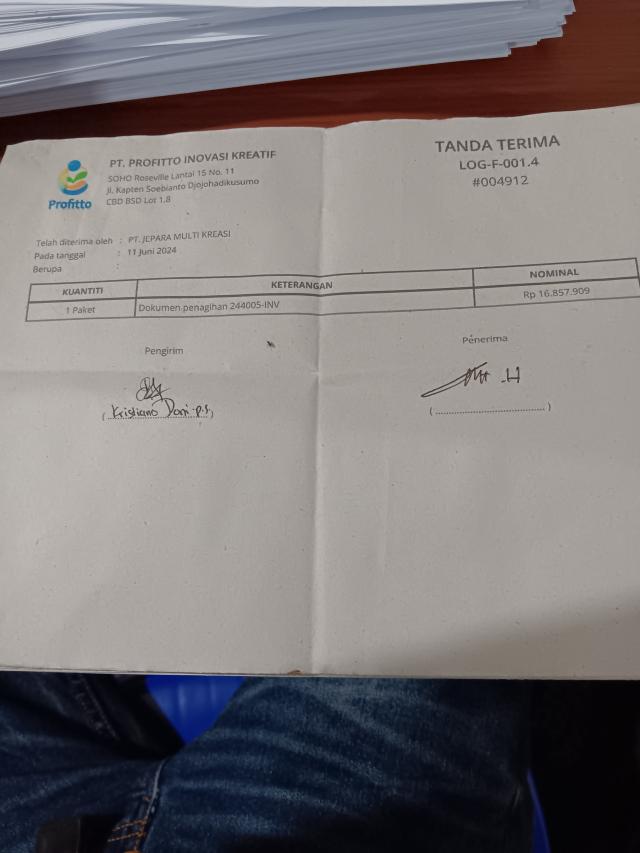 PT. PROFITTO INOVASI KREATIF
SOHO Roseville Lantai 15 No. 11
Jl. Kapten Soebianto Djojohadikusumo
CBD BSD Lot 1,8
Profitto
TANDA TERIMA
LOG-F-001.4
#004912
Telah diterima oleh : PT. JEPARA MULTI KREASI
Pada tanggal : 11 Juni 2024
Berupa :
KUANTITI KETERANGAN NOMINAL
1 Paket Dokumen penagihan 244005-INV Rp 16.857.909
Pengirim
(Kristiano Doni P.S)
Penerima
(................................)